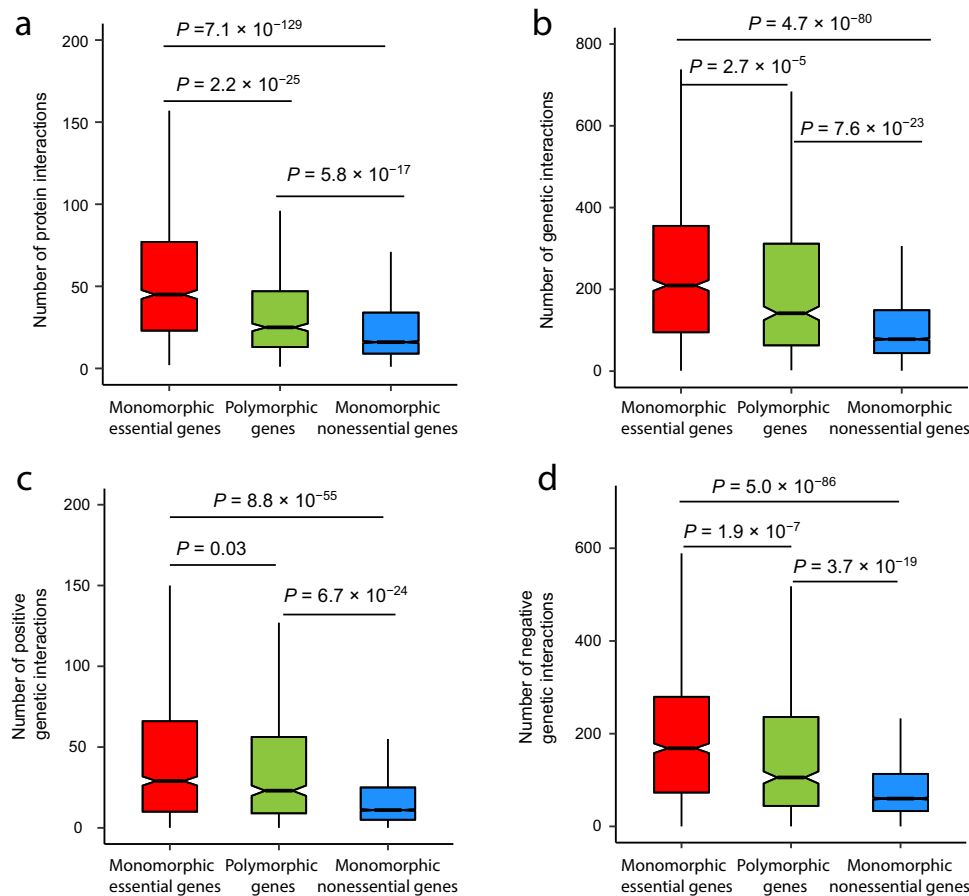 a
P =7.1 × 10⁻¹²⁹
P = 2.2 × 10⁻²⁵
P = 5.8 × 10⁻¹⁷
Number of protein interactions
200
150
100
50
0
Monomorphic essential genes
Polymorphic genes
Monomorphic nonessential genes
b
P = 4.7 × 10⁻⁸⁰
P = 2.7 × 10⁻⁵
P = 7.6 × 10⁻²³
Number of genetic interactions
800
600
400
200
0
Monomorphic essential genes
Polymorphic genes
Monomorphic nonessential genes
c
P = 8.8 × 10⁻⁵⁵
P = 0.03
P = 6.7 × 10⁻²⁴
Number of positive
genetic interactions
200
150
100
50
0
Monomorphic essential genes
Polymorphic genes
Monomorphic nonessential genes
d
P = 5.0 × 10⁻⁸⁶
P = 1.9 × 10⁻⁷
P = 3.7 × 10⁻¹⁹
Number of negative
genetic interactions
600
400
200
0
Monomorphic essential genes
Polymorphic genes
Monomorphic nonessential genes